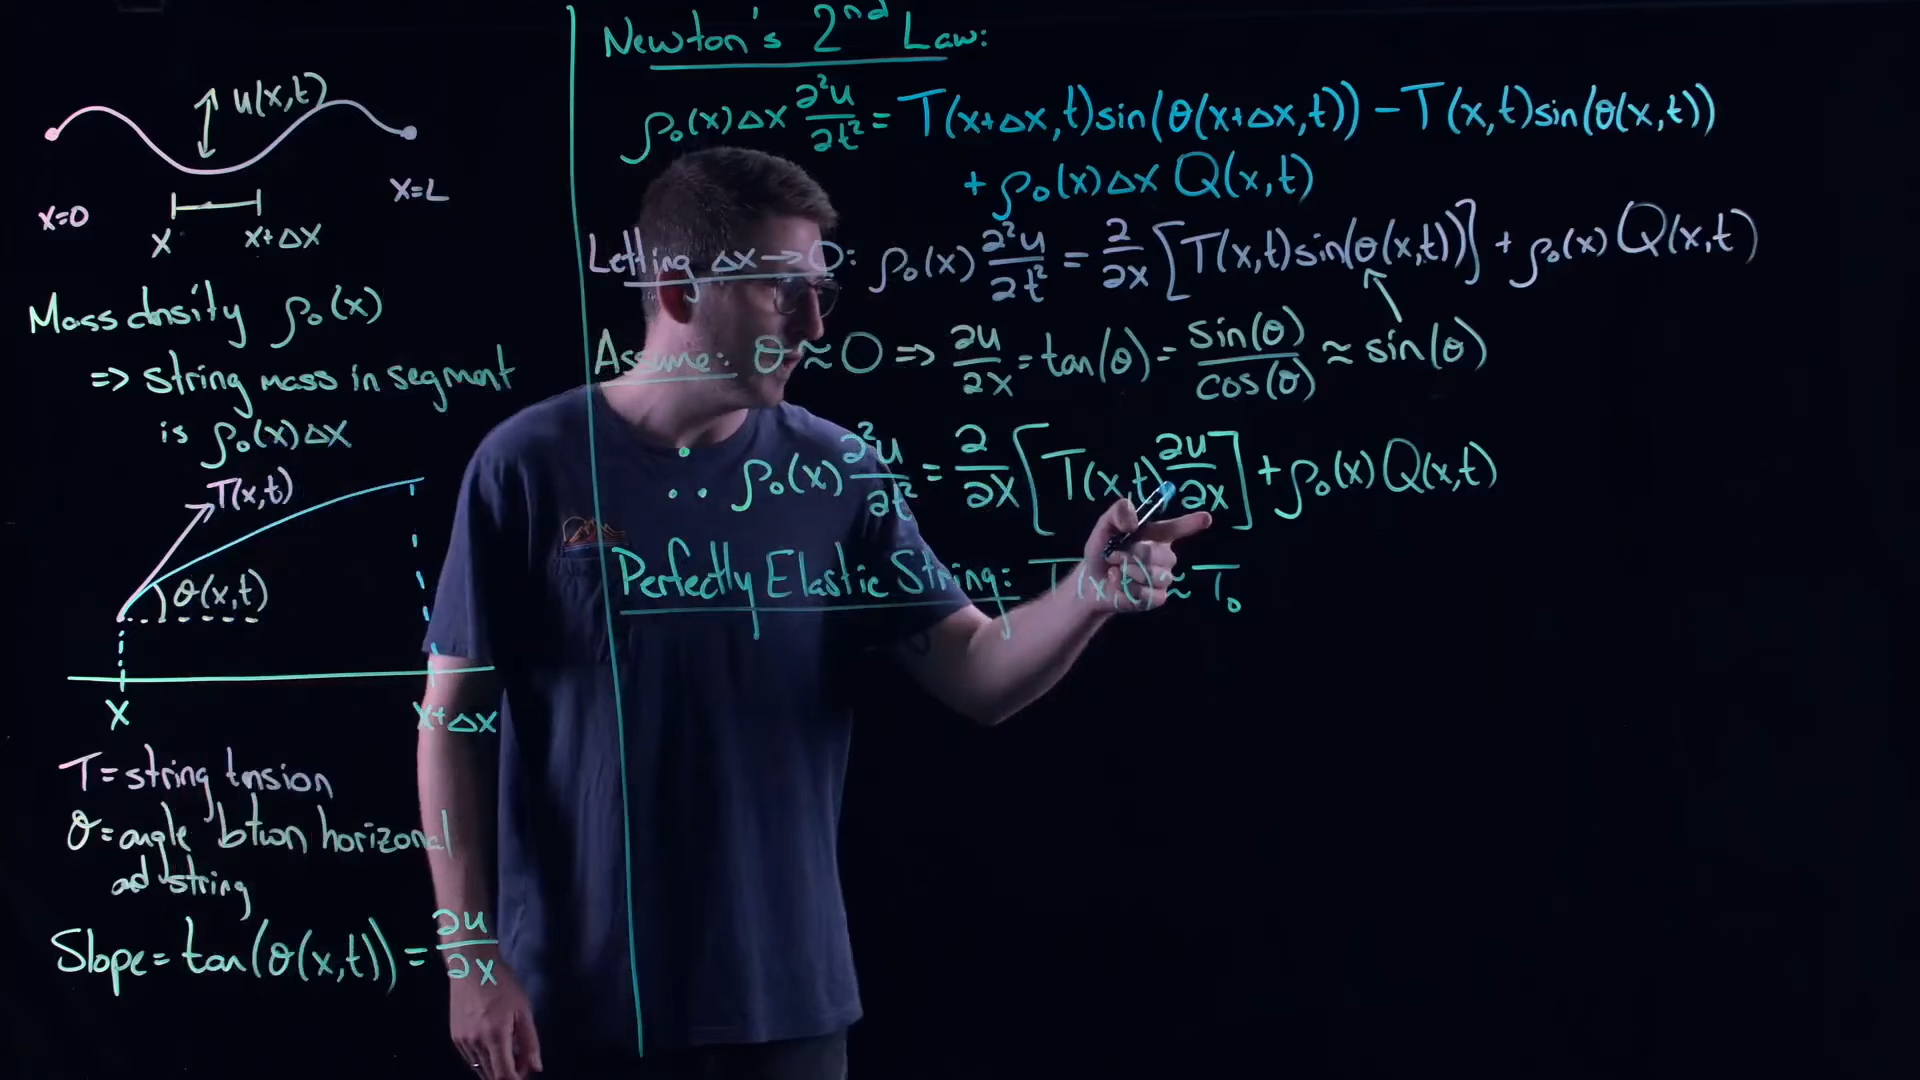 u(x,t)
x=0
x=L
x
x+Δx
Mass density ρ₀(x)
=> string mass in segment
is ρ₀(x)Δx
T(x,t)
θ(x,t)
x
x+Δx
T=string tension
θ=angle btwn horizonal
ad string
Slope=tan(θ(x,t))=∂u/∂x
Newton's 2nd Law:
ρ₀(x)Δx ∂²u/∂t² = T(x+Δx,t)sin(θ(x+Δx,t)) - T(x,t)sin(θ(x,t))
+ ρ₀(x)Δx Q(x,t)
Letting Δx→0: ρ₀(x) ∂²u/∂t² = ∂/∂x [T(x,t)sin(θ(x,t))] + ρ₀(x) Q(x,t)
Assume: θ≈0 => ∂u/∂x = tan(θ) = sin(θ)/cos(θ) ≈ sin(θ)
∴ ρ₀(x) ∂²u/∂t² = ∂/∂x [T(x,t) ∂u/∂x] + ρ₀(x) Q(x,t)
Perfectly Elastic String: T(x,t) ≈ T₀